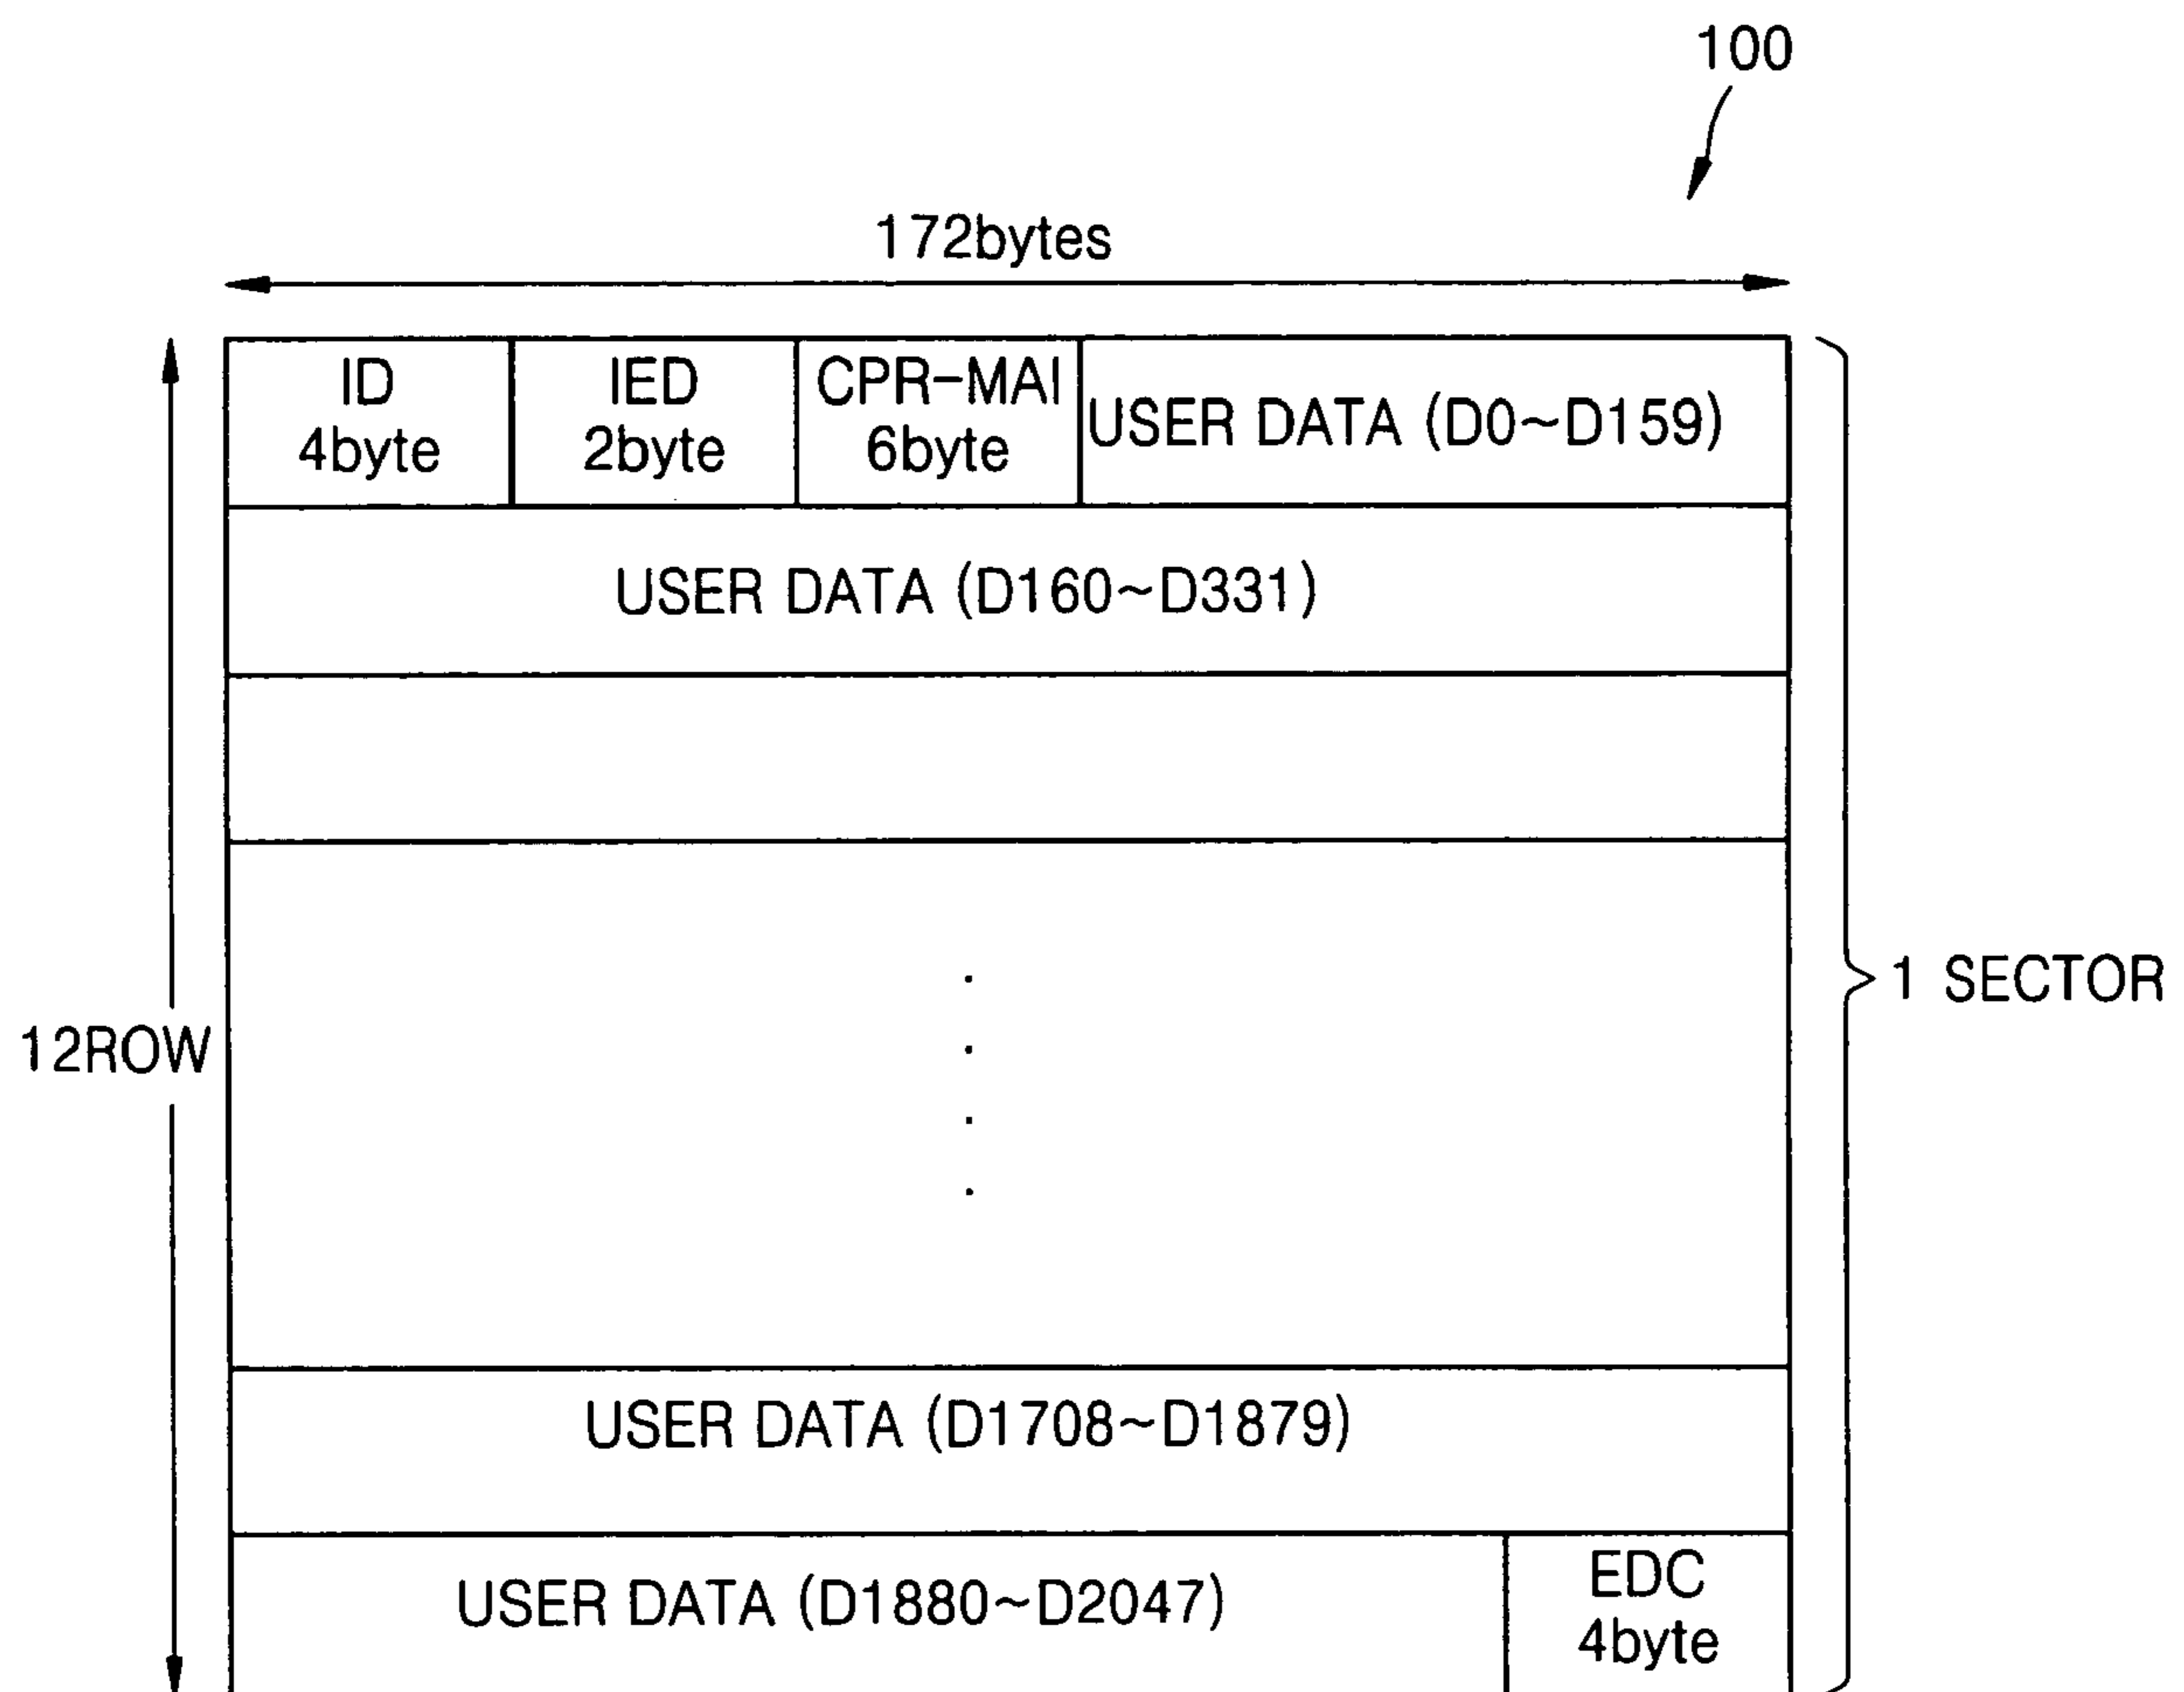 100
172bytes
ID
4byte
IED
2byte
CPR-MAI
6byte
USER DATA (D0~D159)
USER DATA (D160~D331)
12ROW
1 SECTOR
USER DATA (D1708~D1879)
USER DATA (D1880~D2047)
EDC
4byte